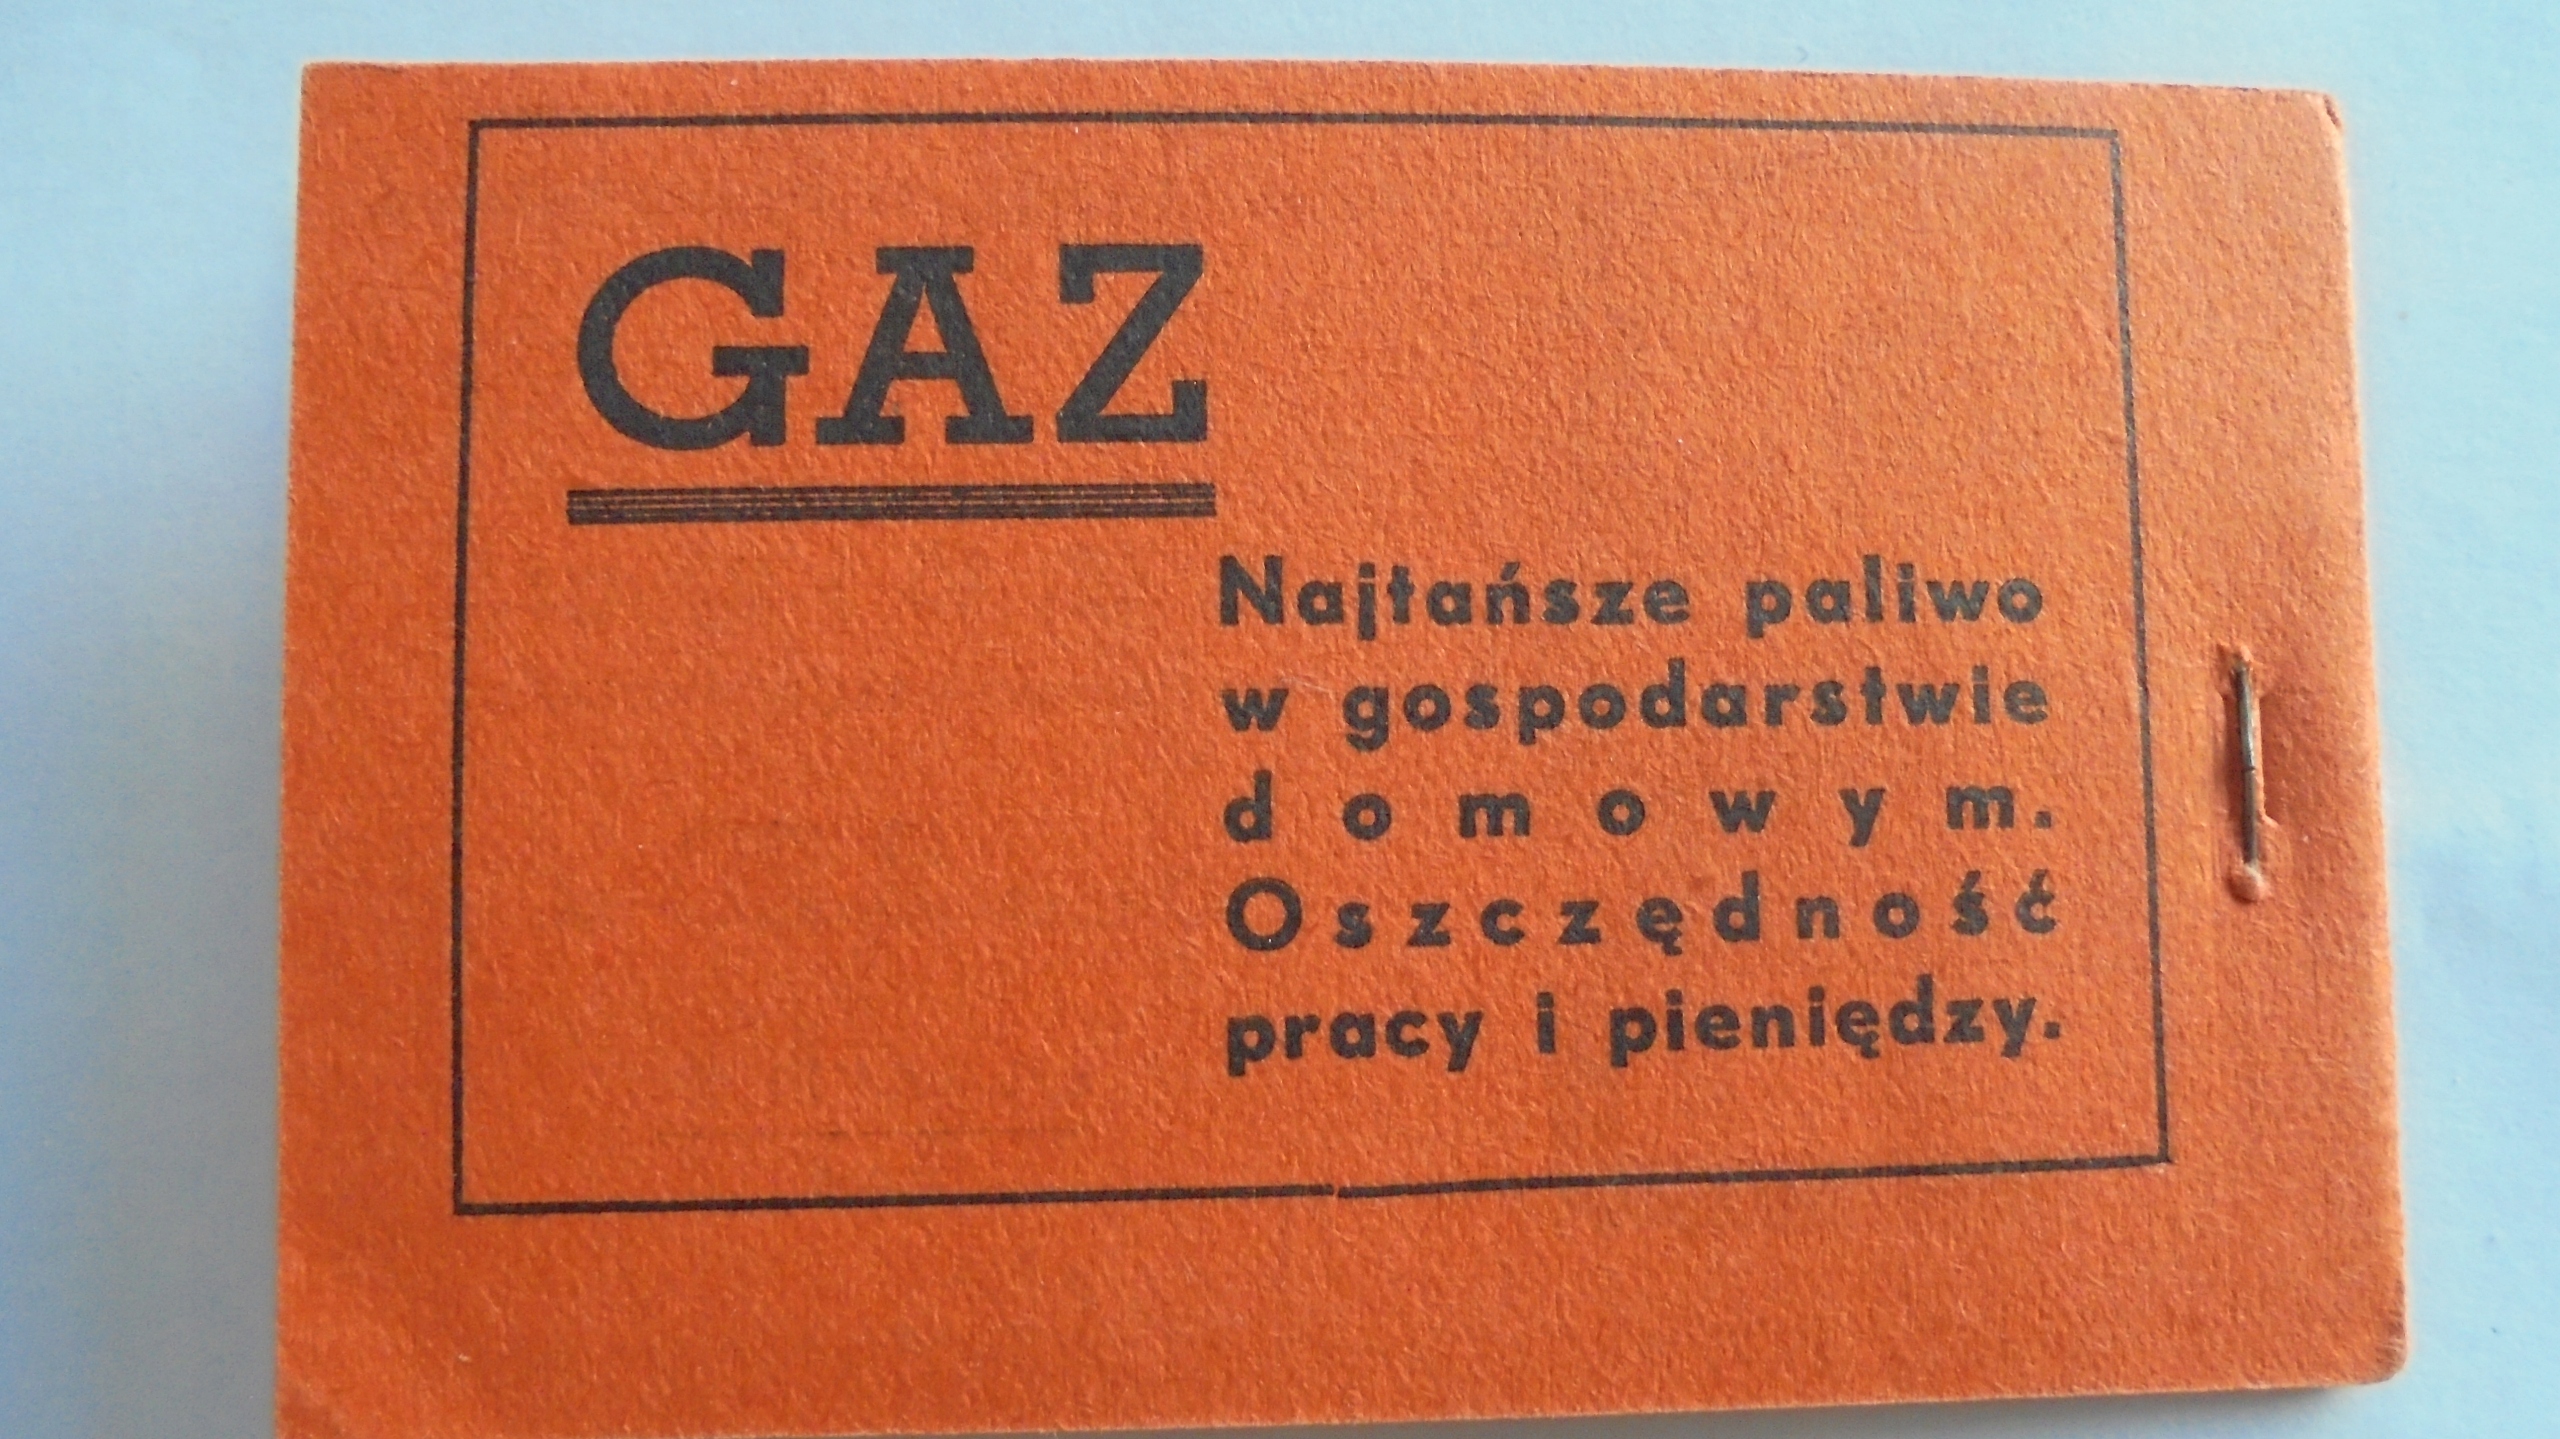 GAZ
Najtańsze paliwo
w gospodarstwie
domowym.
Oszczędność
pracy i pieniędzy.